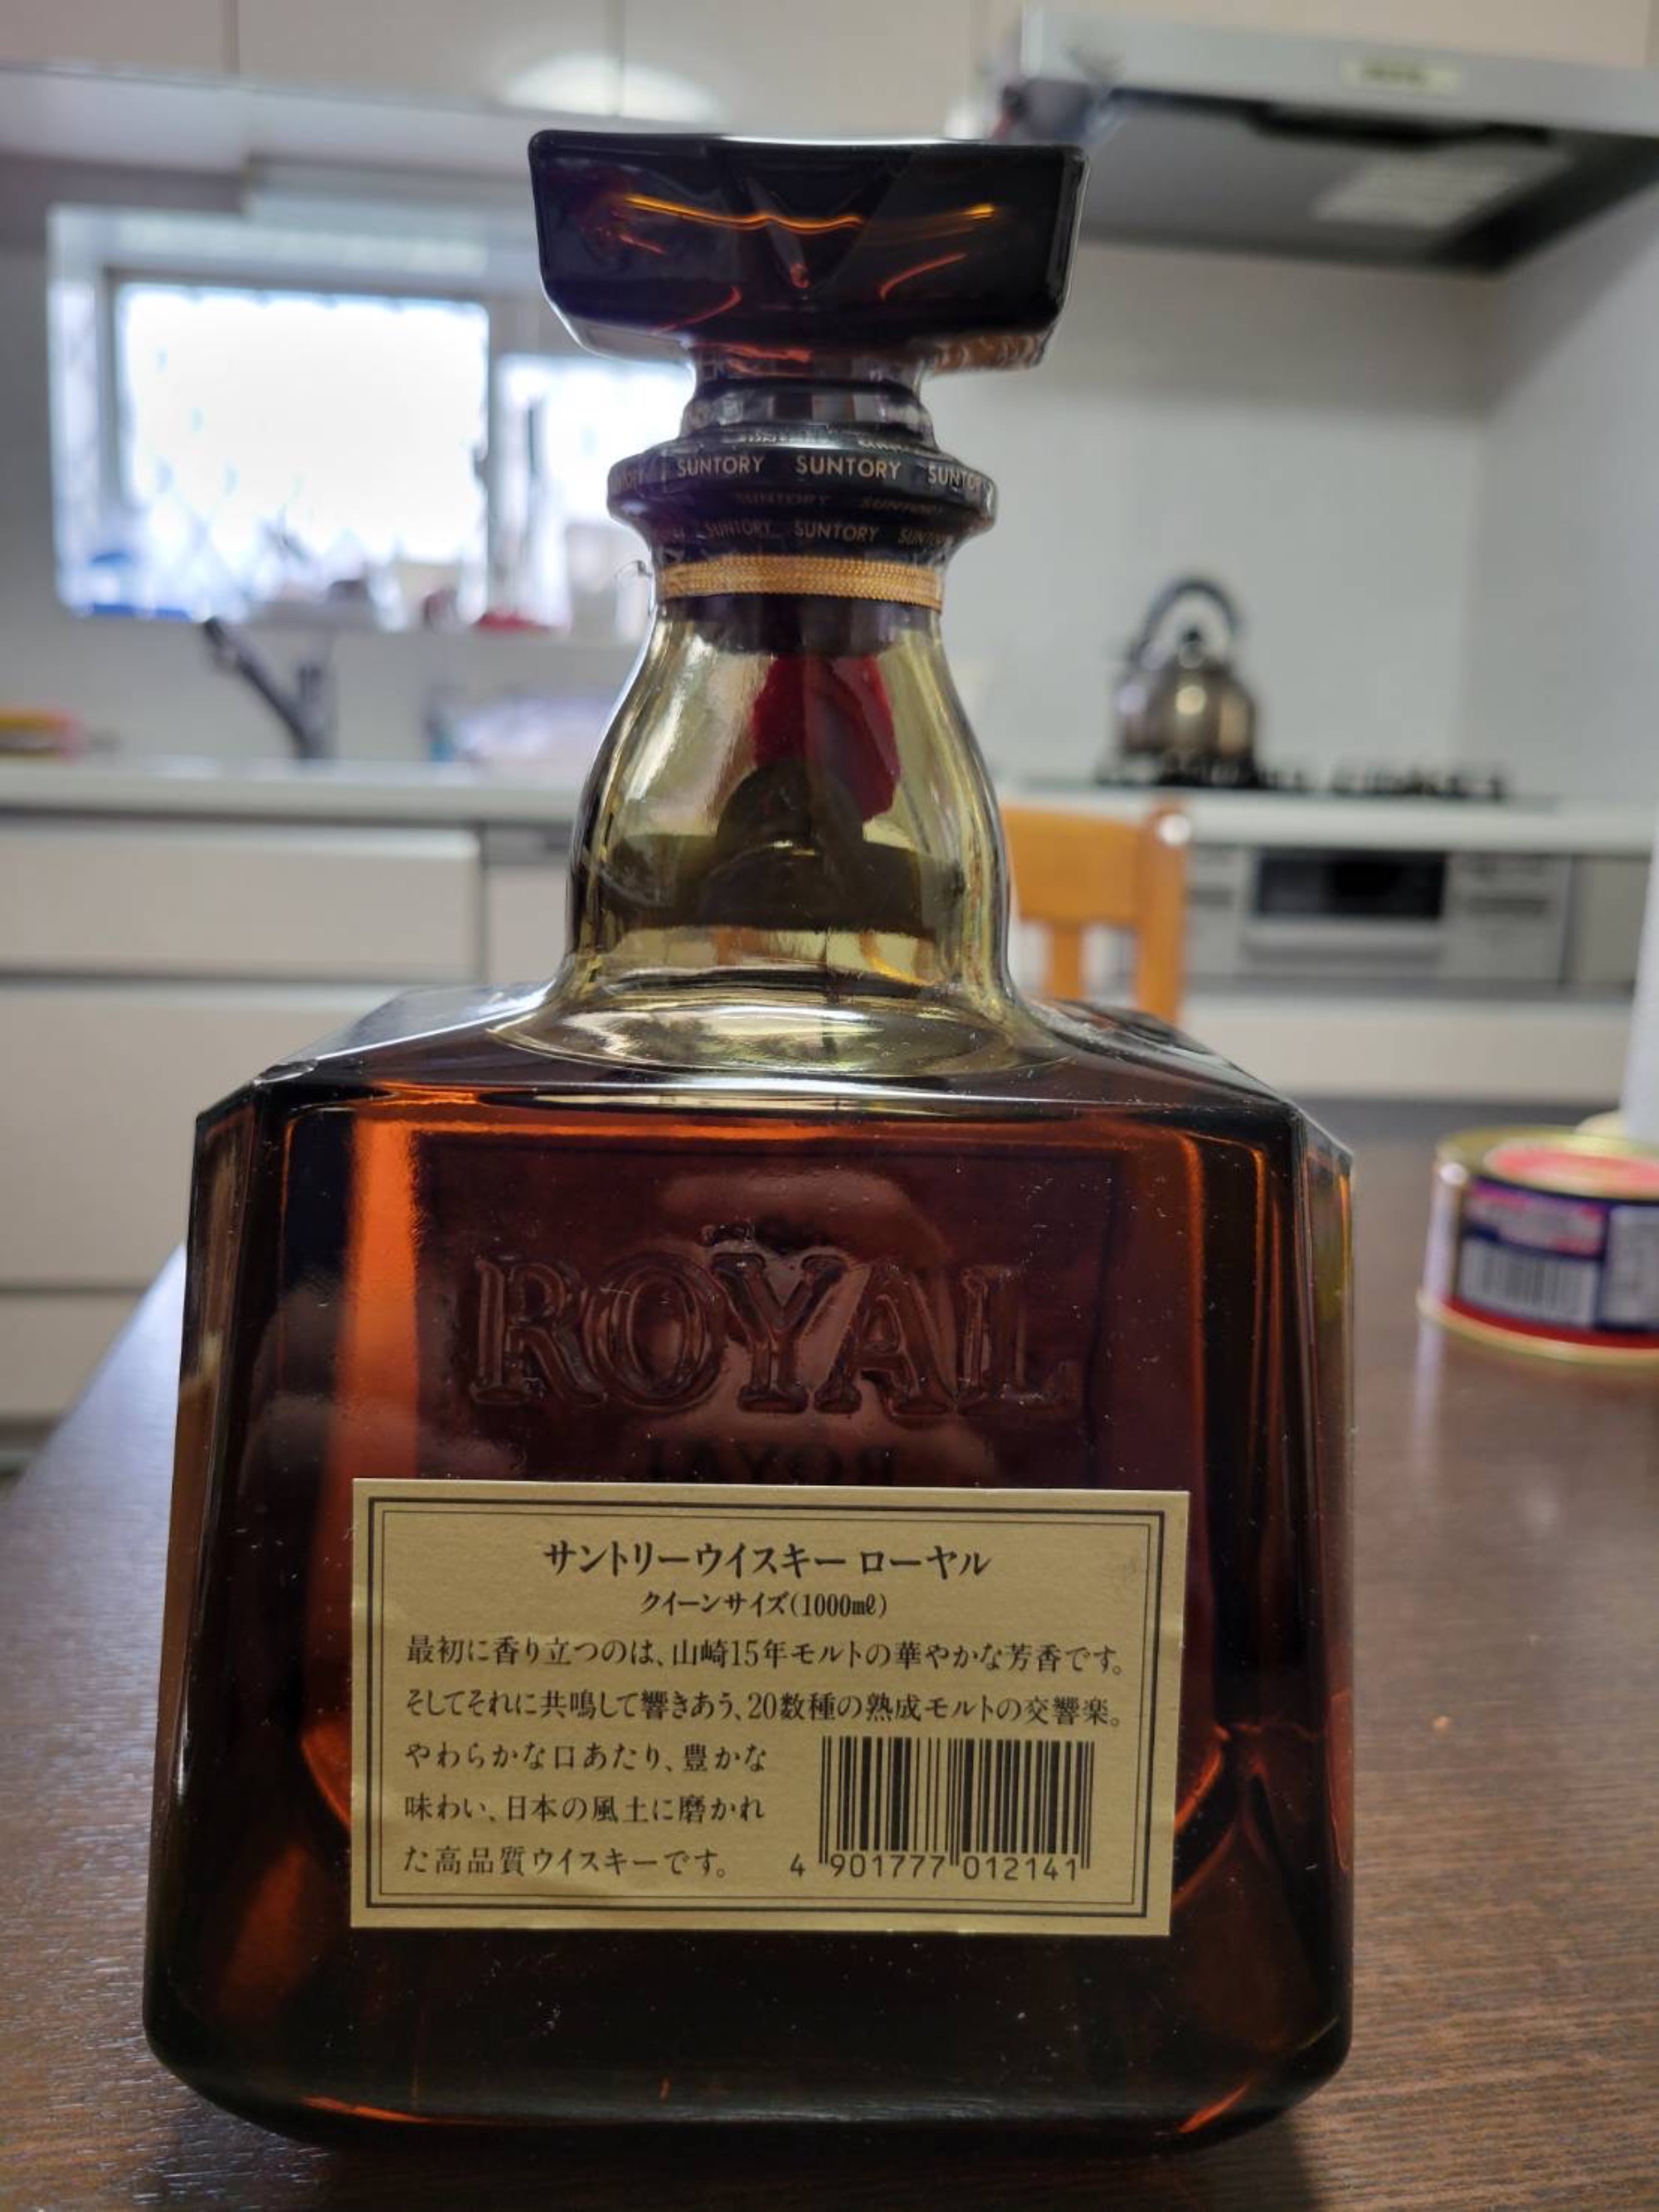 SUNTORY SUNTORY SUNTORY
SUNTORY SUNTORY
SUNTORY SUNTORY SUNTORY
ROYAL
サントリーウイスキー ローヤル
クイーンサイズ(1000㎖)
最初に香り立つのは、山崎15年モルトの華やかな芳香です。
そしてそれに共鳴して響きあう、20数種の熟成モルトの交響楽。
やわらかな口あたり、豊かな
味わい、日本の風土に磨かれ
た高品質ウイスキーです。
4 901777 012141